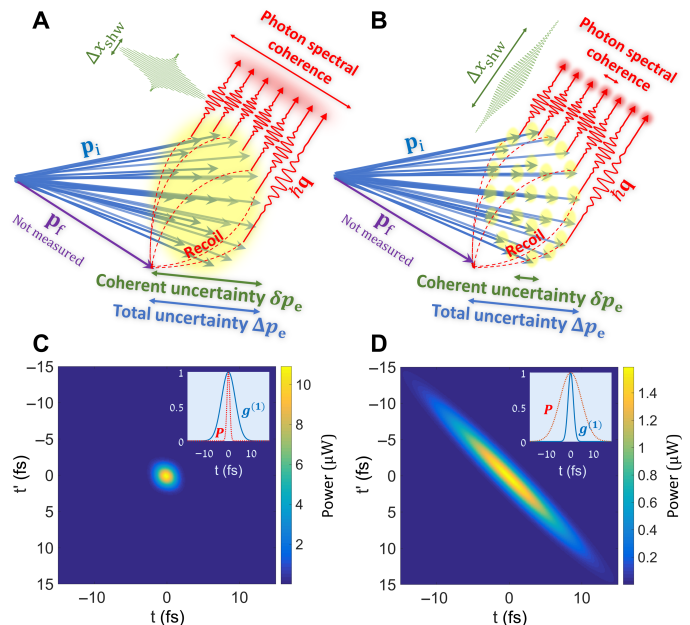 A
Δx_shw
Photon spectral
coherence
p_i
ħq
p_f
Not measured
Recoil
Coherent uncertainty δp_e
Total uncertainty Δp_e
B
Δx_shw
Photon spectral
coherence
p_i
ħq
p_f
Not measured
Recoil
Coherent uncertainty δp_e
Total uncertainty Δp_e
C
−15
−10
−5
0
5
10
15
t' (fs)
−10 0 10
t (fs)
1
0.5
0
P
g^(1)
−10 0 10
t (fs)
10
8
6
4
2
Power (μW)
D
−15
−10
−5
0
5
10
15
t' (fs)
−10 0 10
t (fs)
1
0.5
0
P
g^(1)
−10 0 10
t (fs)
1.4
1.2
1
0.8
0.6
0.4
0.2
Power (μW)